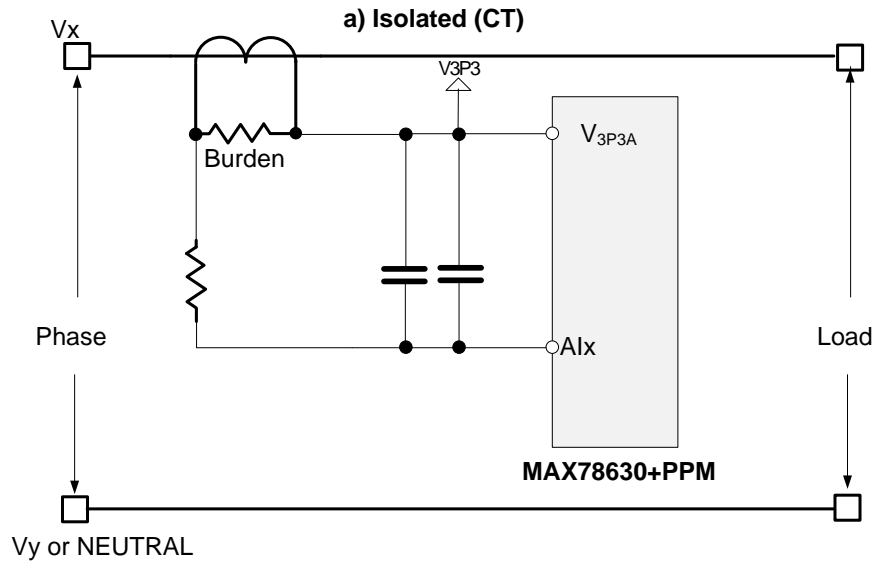 a) Isolated (CT)
Vx
V3P3
V3P3A
Burden
Phase
AIx
Load
MAX78630+PPM
Vy or NEUTRAL